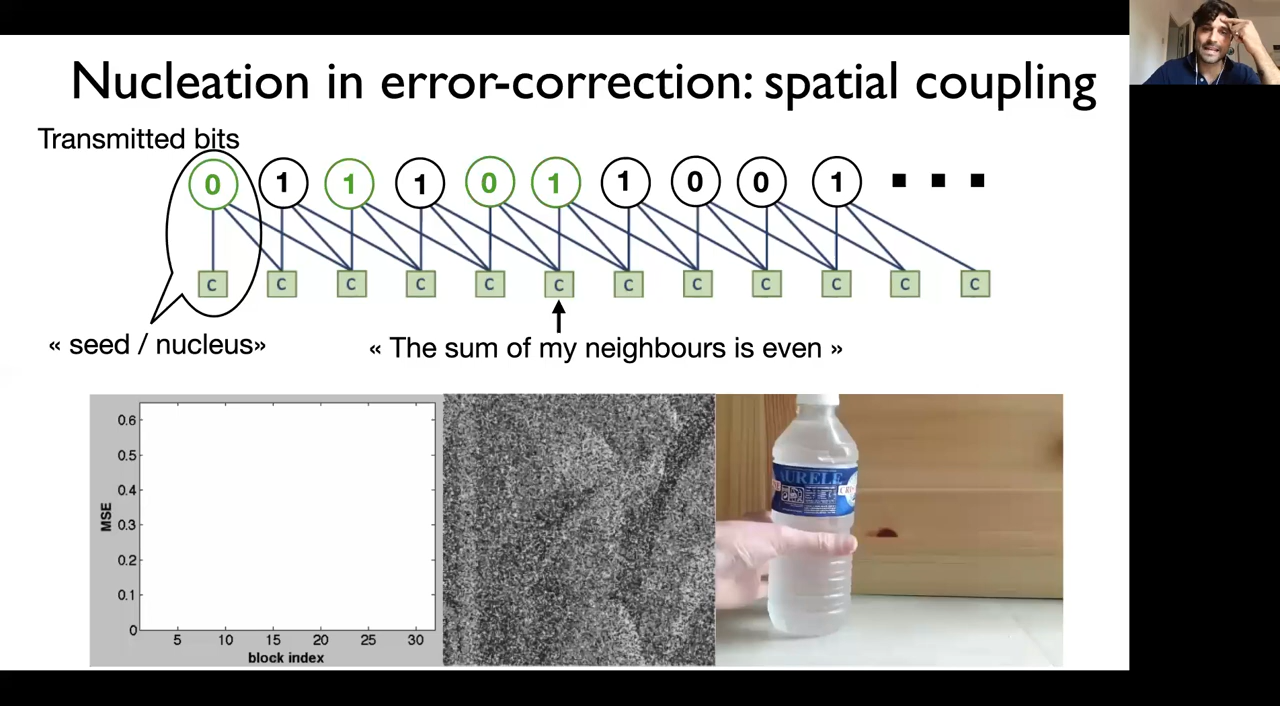 Nucleation in error-correction: spatial coupling
Transmitted bits
0 1 1 1 0 1 1 0 0 1
C C C C C C C C C C C C
« seed / nucleus»
« The sum of my neighbours is even »
0.6
0.5
0.4
0.3
0.2
0.1
0
MSE
5 10 15 20 25 30
block index
AURELE